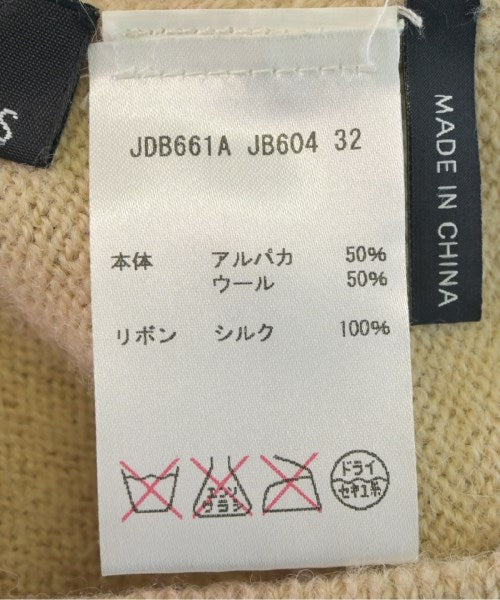 S
MADE IN CHINA
JDB661A JB604 32
本体 アルパカ 50%
ウール 50%
リボン シルク 100%
エンソ
サラシ
ドライ
セキユ系